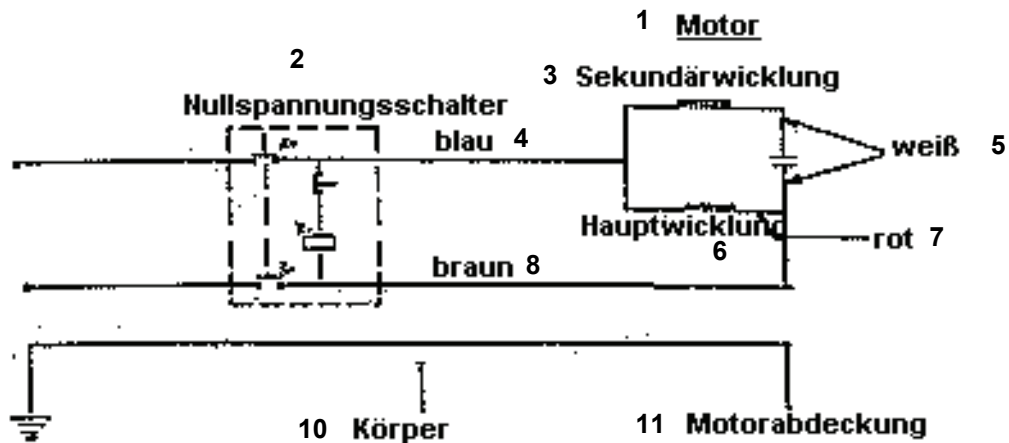 1 Motor
2
3 Sekundärwicklung
Nullspannungsschalter
blau 4
weiß 5
Hauptwicklung
6
rot 7
braun 8
10 Körper
11 Motorabdeckung